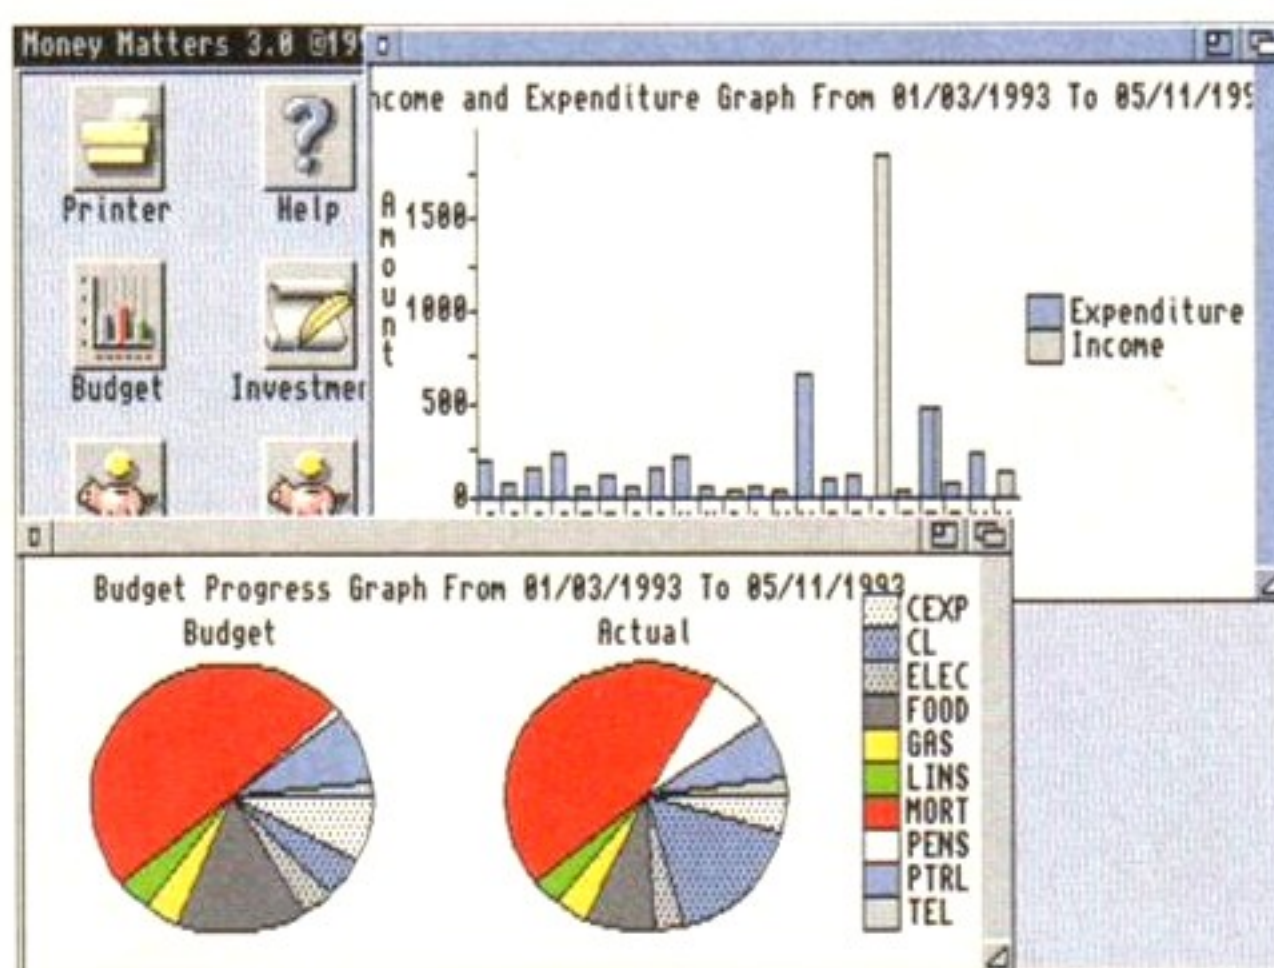 Money Matters 3.0 ©19
Printer
Help
Budget
Investmen
ncome and Expenditure Graph From 01/03/1993 To 05/11/199
Amount
1500
1000
500
0
Expenditure
Income
Budget Progress Graph From 01/03/1993 To 05/11/1993
Budget
Actual
CEXP
CL
ELEC
FOOD
GAS
LINS
MORT
PENS
PTRL
TEL